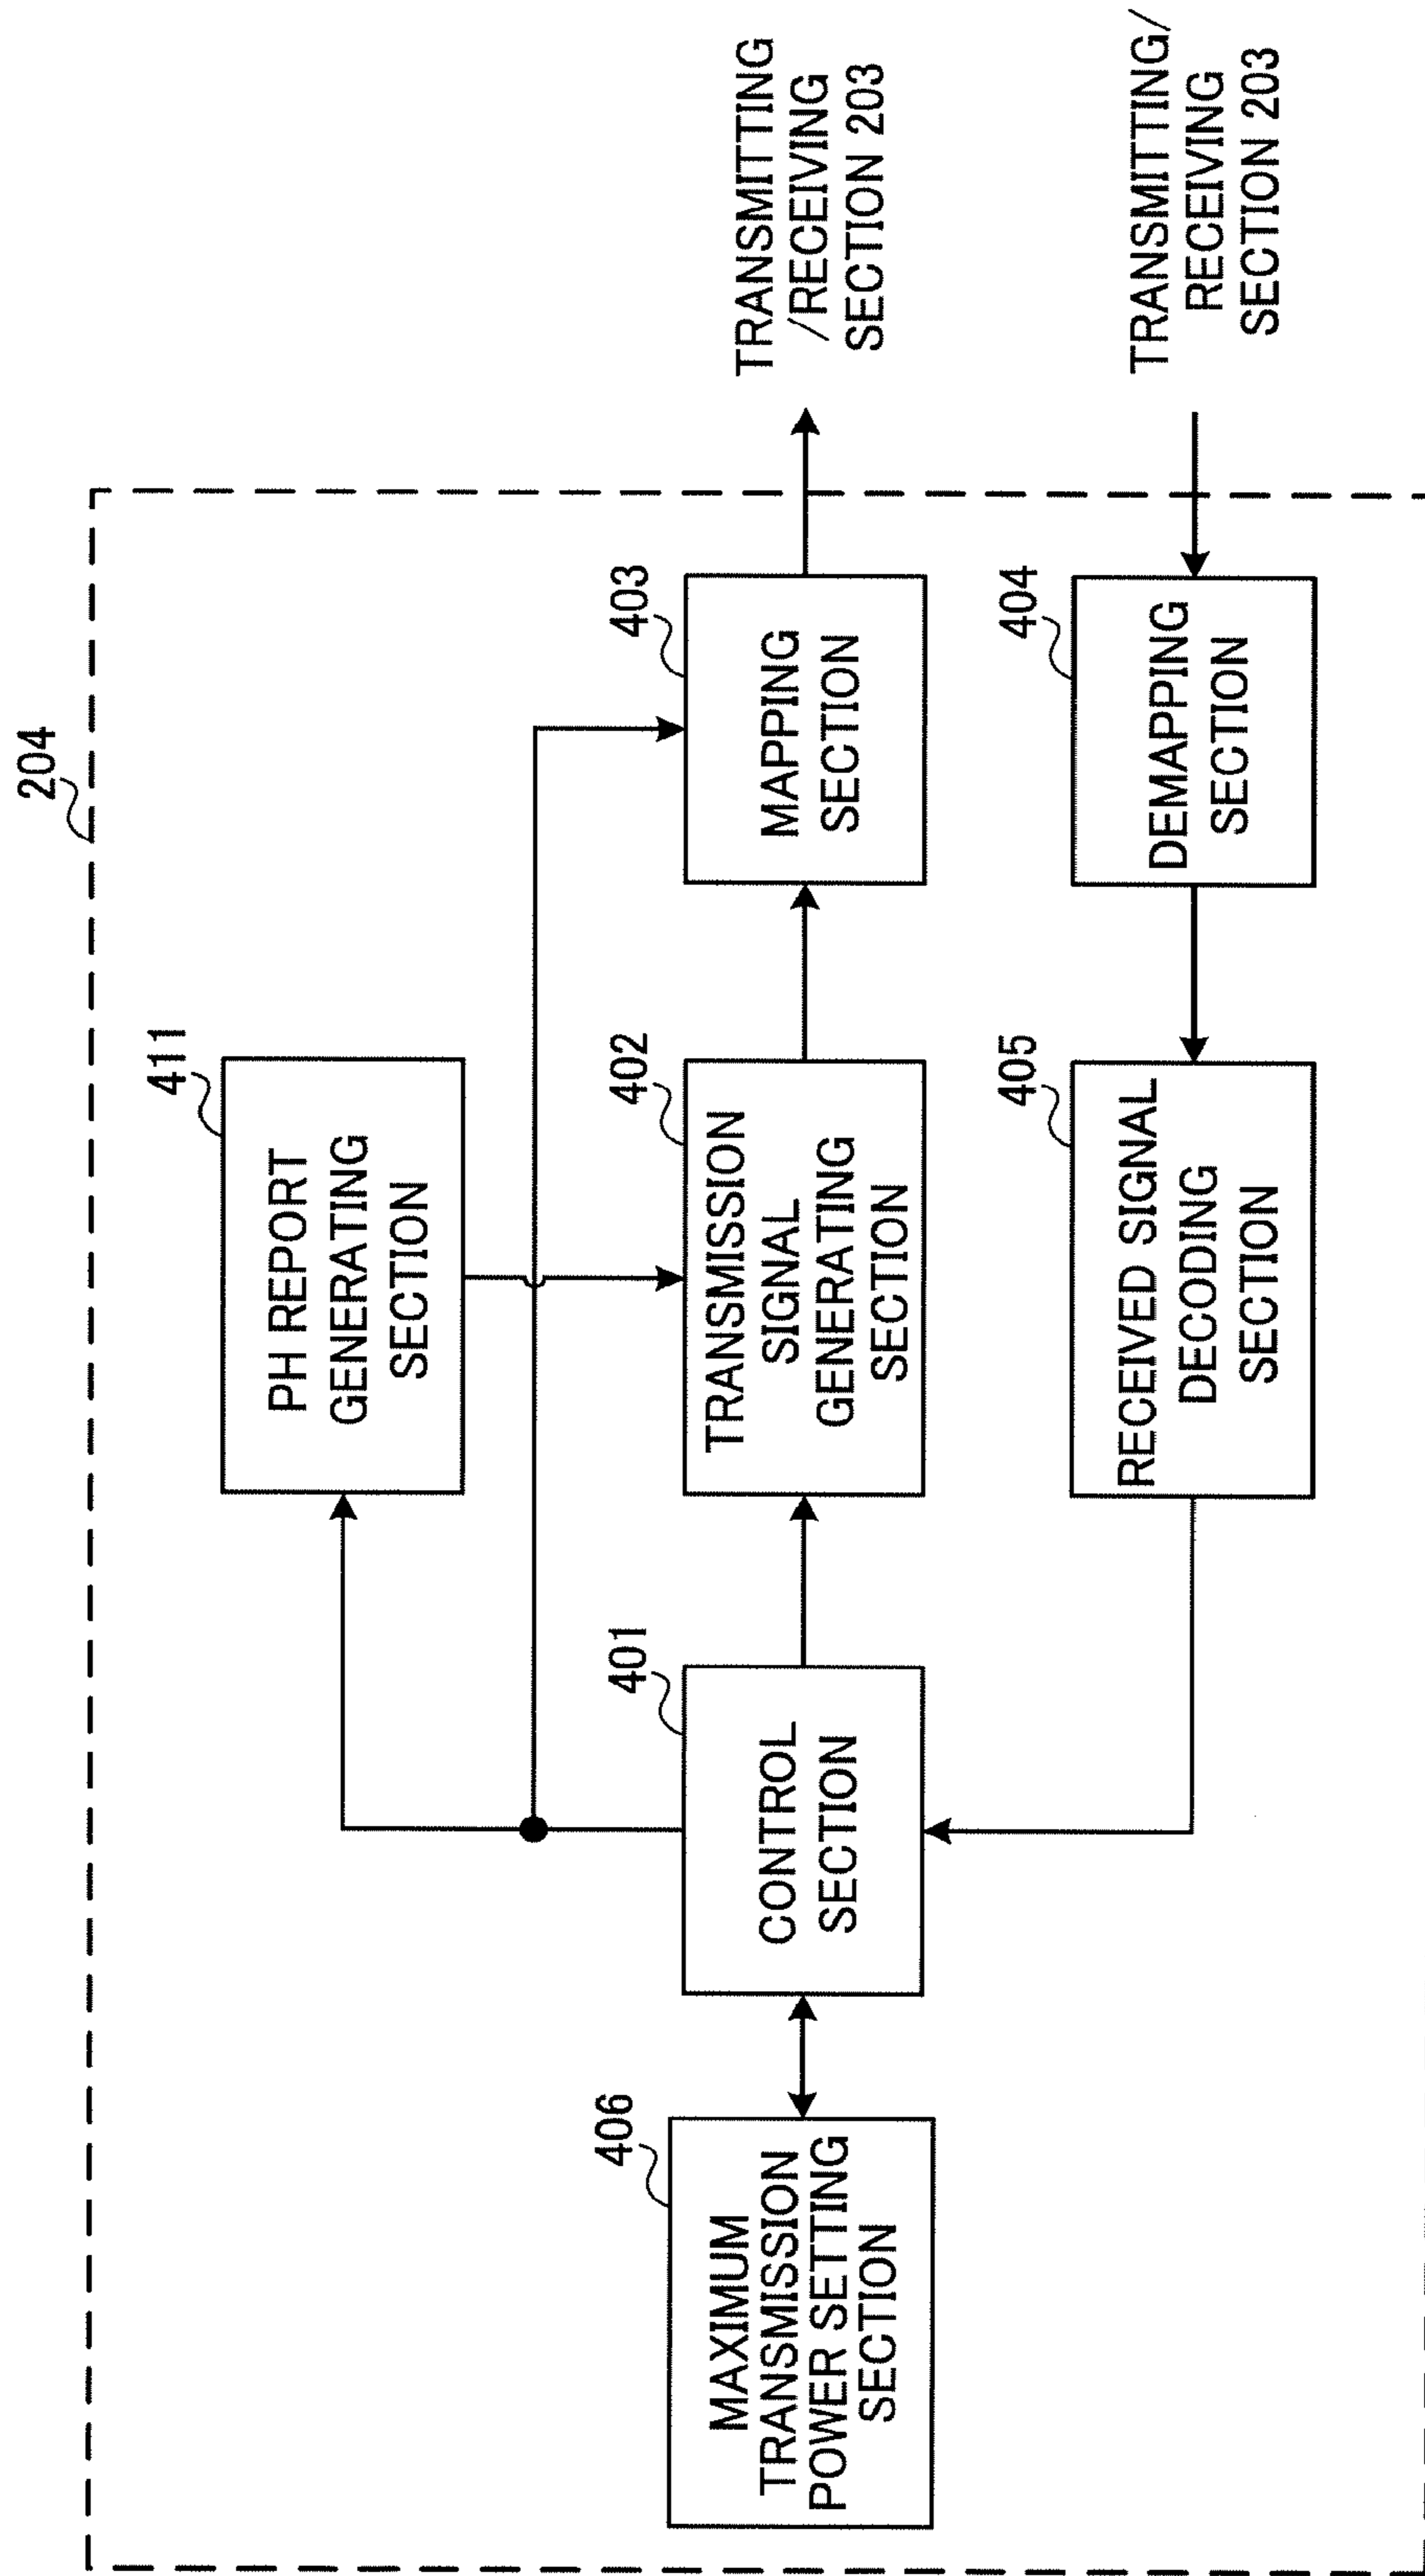 204
411
PH REPORT
GENERATING
SECTION
406
MAXIMUM
TRANSMISSION
POWER SETTING
SECTION
401
CONTROL
SECTION
402
TRANSMISSION
SIGNAL
GENERATING
SECTION
403
MAPPING
SECTION
TRANSMITTING
/RECEIVING
SECTION 203
405
RECEIVED SIGNAL
DECODING
SECTION
404
DEMAPPING
SECTION
TRANSMITTING/
RECEIVING
SECTION 203